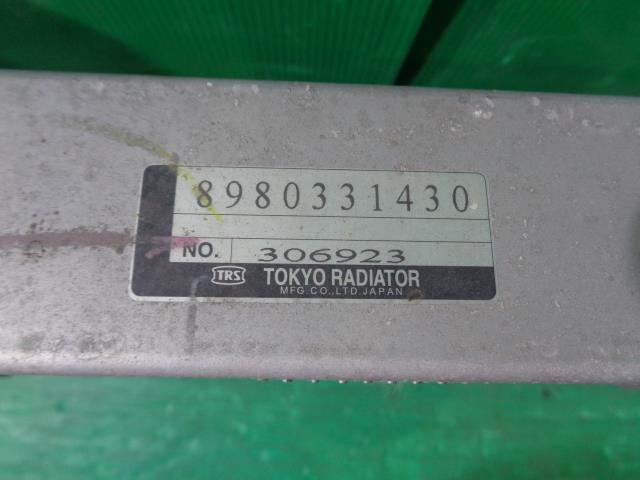 8980331430
NO. 306923
TRS TOKYO RADIATOR
MFG CO.,LTD.JAPAN